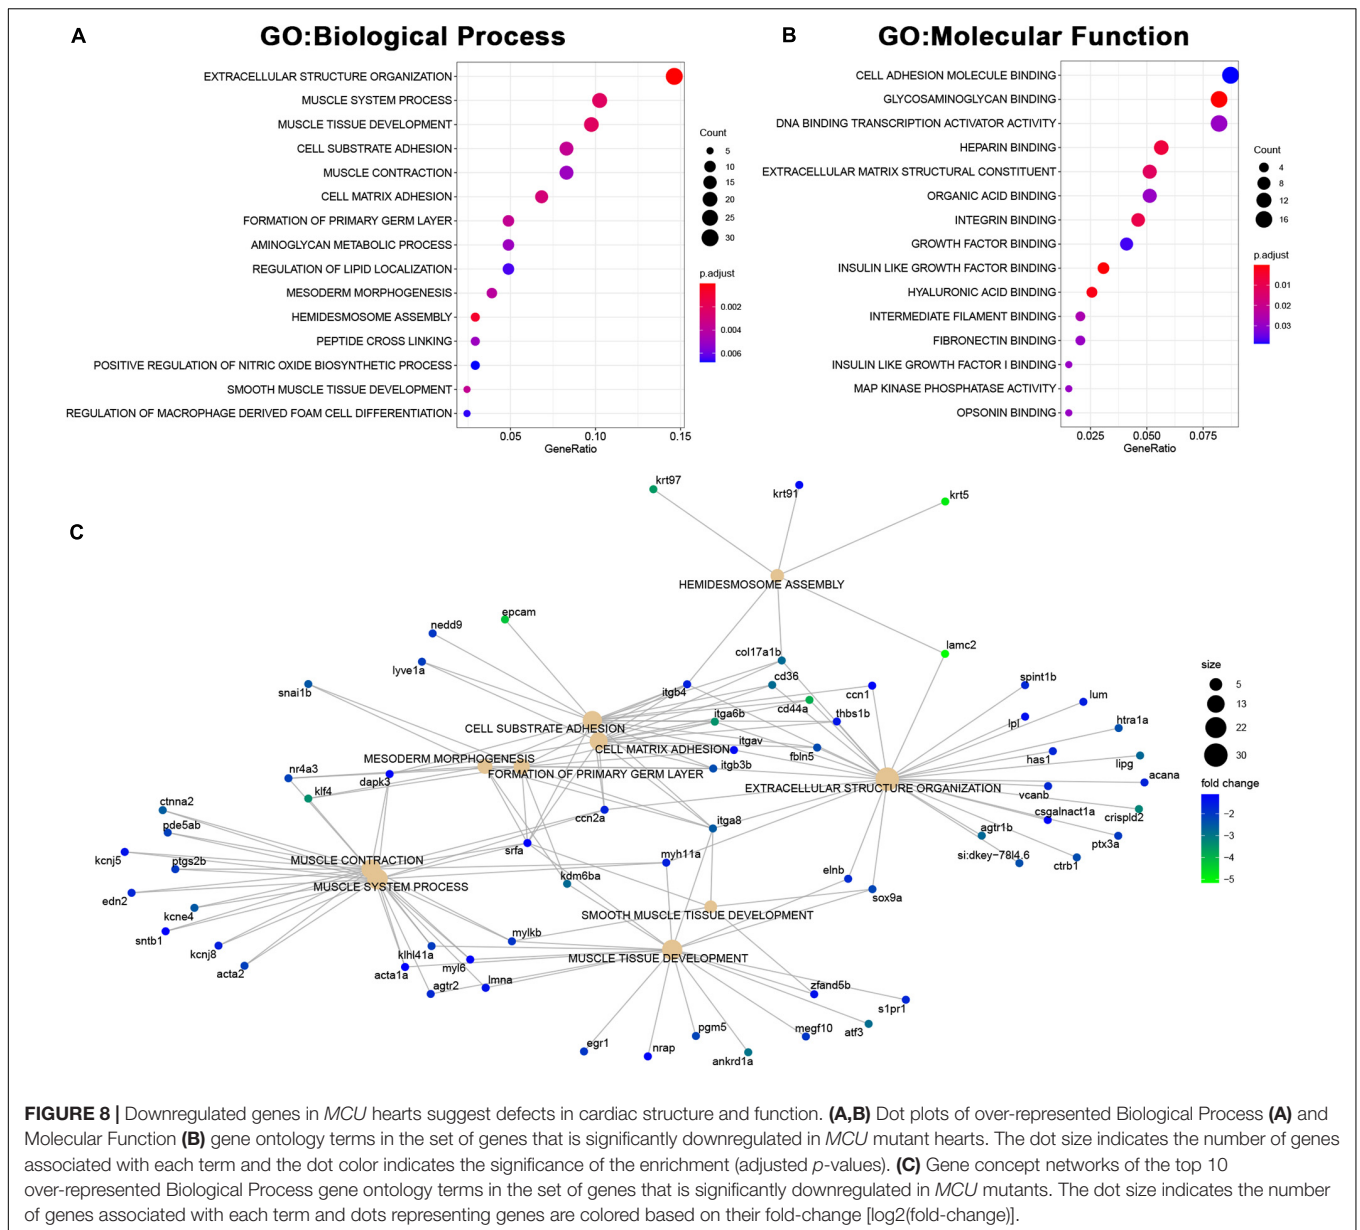 A
GO:Biological Process
EXTRACELLULAR STRUCTURE ORGANIZATION
MUSCLE SYSTEM PROCESS
MUSCLE TISSUE DEVELOPMENT
CELL SUBSTRATE ADHESION
MUSCLE CONTRACTION
CELL MATRIX ADHESION
FORMATION OF PRIMARY GERM LAYER
AMINOGLYCAN METABOLIC PROCESS
REGULATION OF LIPID LOCALIZATION
MESODERM MORPHOGENESIS
HEMIDESMOSOME ASSEMBLY
PEPTIDE CROSS LINKING
POSITIVE REGULATION OF NITRIC OXIDE BIOSYNTHETIC PROCESS
SMOOTH MUSCLE TISSUE DEVELOPMENT
REGULATION OF MACROPHAGE DERIVED FOAM CELL DIFFERENTIATION
0.05 0.10 0.15
GeneRatio
Count
5
10
15
20
25
30
p.adjust
0.002
0.004
0.006
B
GO:Molecular Function
CELL ADHESION MOLECULE BINDING
GLYCOSAMINOGLYCAN BINDING
DNA BINDING TRANSCRIPTION ACTIVATOR ACTIVITY
HEPARIN BINDING
EXTRACELLULAR MATRIX STRUCTURAL CONSTITUENT
ORGANIC ACID BINDING
INTEGRIN BINDING
GROWTH FACTOR BINDING
INSULIN LIKE GROWTH FACTOR BINDING
HYALURONIC ACID BINDING
INTERMEDIATE FILAMENT BINDING
FIBRONECTIN BINDING
INSULIN LIKE GROWTH FACTOR I BINDING
MAP KINASE PHOSPHATASE ACTIVITY
OPSONIN BINDING
0.025 0.050 0.075
GeneRatio
Count
4
8
12
16
p.adjust
0.01
0.02
0.03
C
krt97
krt91
krt5
HEMIDESMOSOME ASSEMBLY
epcam
nedd9
lyve1a
snai1b
col17a1b
lamc2
cd36
itgb4
ccn1
cd44a
spint1b
lum
itga6b
thbs1b
lpl
htra1a
CELL SUBSTRATE ADHESION
CELL MATRIX ADHESION
itgav
fbln5
has1
lipg
MESODERM MORPHOGENESIS
FORMATION OF PRIMARY GERM LAYER
itgb3b
nr4a3
dapk3
klf4
EXTRACELLULAR STRUCTURE ORGANIZATION
acana
vcanb
ctnna2
pde5ab
ccn2a
itga8
csgalnact1a
crispld2
agtr1b
ptx3a
kcnj5
ptgs2b
MUSCLE CONTRACTION
MUSCLE SYSTEM PROCESS
srfa
myh11a
si:dkey−78l4.6
ctrb1
edn2
kcne4
kdm6ba
elnb
sox9a
SMOOTH MUSCLE TISSUE DEVELOPMENT
sntb1
kcnj8
acta2
mylkb
klhl41a
acta1a
myl6
agtr2
lmna
MUSCLE TISSUE DEVELOPMENT
zfand5b
s1pr1
egr1
nrap
pgm5
ankrd1a
megf10
atf3
size
5
13
22
30
fold change
−2
−3
−4
−5
FIGURE 8 | Downregulated genes in MCU hearts suggest defects in cardiac structure and function. (A,B) Dot plots of over-represented Biological Process (A) and
Molecular Function (B) gene ontology terms in the set of genes that is significantly downregulated in MCU mutant hearts. The dot size indicates the number of genes
associated with each term and the dot color indicates the significance of the enrichment (adjusted p-values). (C) Gene concept networks of the top 10
over-represented Biological Process gene ontology terms in the set of genes that is significantly downregulated in MCU mutants. The dot size indicates the number
of genes associated with each term and dots representing genes are colored based on their fold-change [log2(fold-change)].